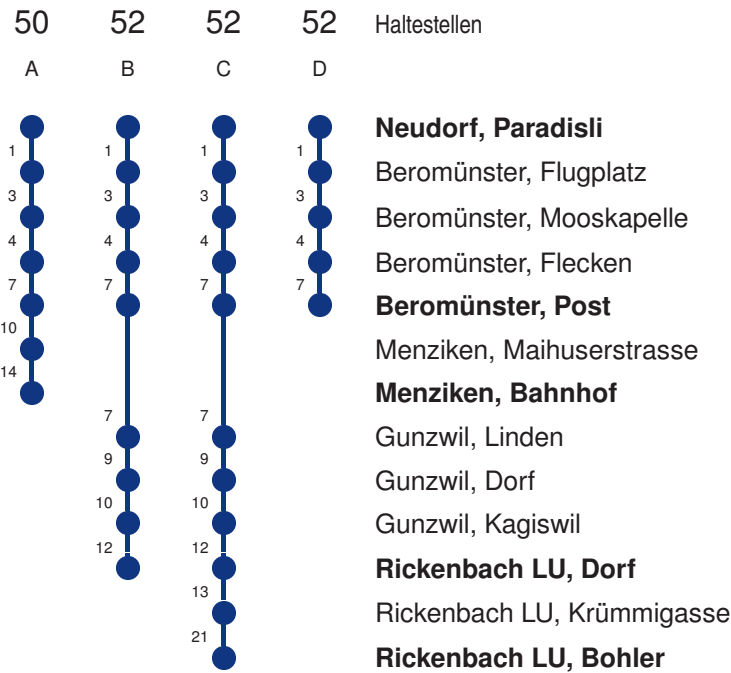 50 52 52 52 Haltestellen
A B C D
Neudorf, Paradisli
1 1 1 1
Beromünster, Flugplatz
3 3 3 3
Beromünster, Mooskapelle
4 4 4 4
Beromünster, Flecken
7 7 7 7
Beromünster, Post
10
Menziken, Maihuserstrasse
14
Menziken, Bahnhof
7 7
Gunzwil, Linden
9 9
Gunzwil, Dorf
10 10
Gunzwil, Kagiswil
12 12
Rickenbach LU, Dorf
13
Rickenbach LU, Krümmigasse
21
Rickenbach LU, Bohler